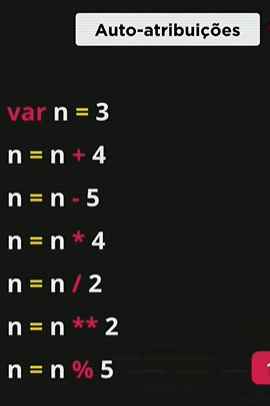 Auto-atribuições
var n = 3
n = n + 4
n = n - 5
n = n * 4
n = n / 2
n = n ** 2
n = n % 5